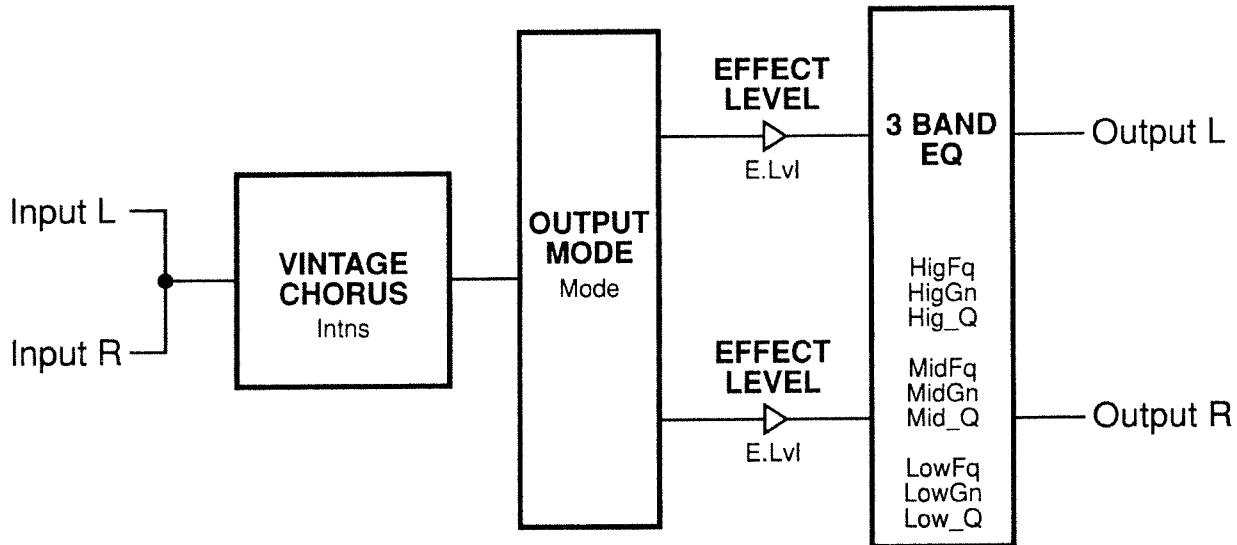 Input L
Input R
VINTAGE
CHORUS
Intns
OUTPUT
MODE
Mode
EFFECT
LEVEL
E.Lvl
EFFECT
LEVEL
E.Lvl
3 BAND
EQ
HigFq
HigGn
Hig_Q
MidFq
MidGn
Mid_Q
LowFq
LowGn
Low_Q
Output L
Output R